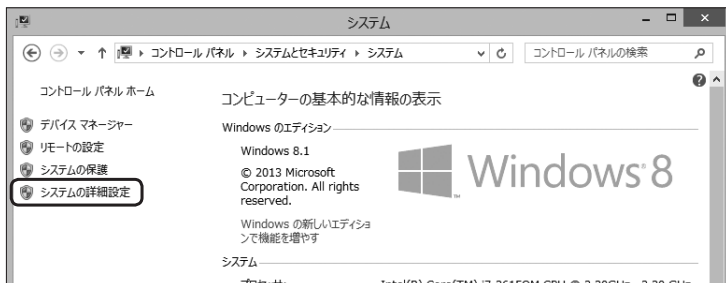 システム
コントロール パネル ▸ システムとセキュリティ ▸ システム
コントロール パネルの検索
コントロール パネル ホーム
デバイス マネージャー
リモートの設定
システムの保護
システムの詳細設定
コンピューターの基本的な情報の表示
Windows のエディション
Windows 8.1
© 2013 Microsoft
Corporation. All rights
reserved.
Windows の新しいエディショ
ンで機能を増やす
Windows 8
システム